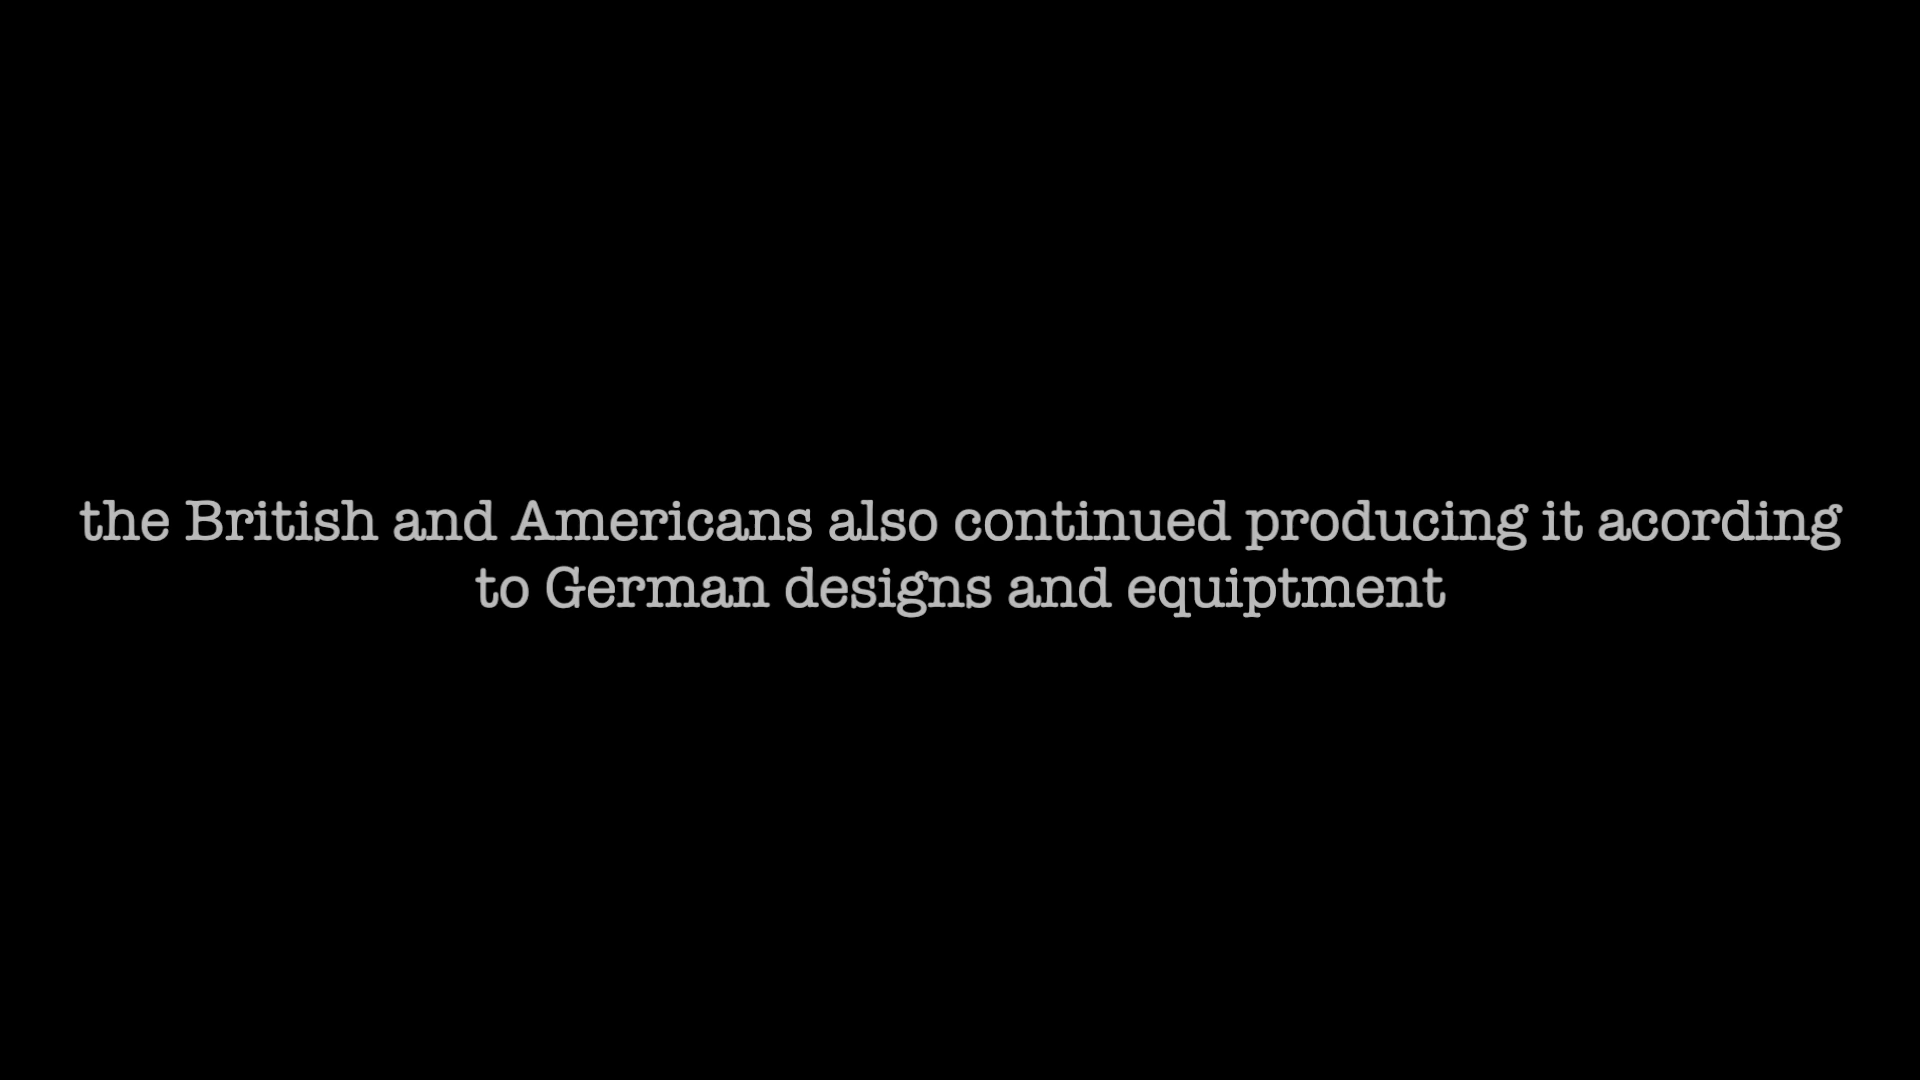 the British and Americans also continued producing it acording
to German designs and equiptment